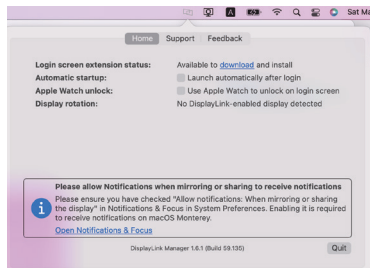 Sat Ma
Home Support Feedback
Login screen extension status: Available to download and install
Automatic startup: Launch automatically after login
Apple Watch unlock: Use Apple Watch to unlock on login screen
Display rotation: No DisplayLink-enabled display detected
Please allow Notifications when mirroring or sharing to receive notifications
Please ensure you have checked "Allow notifications: When mirroring or sharing
the display" in Notifications & Focus in System Preferences. Enabling it is required
to receive notifications on macOS Monterey.
Open Notifications & Focus
DisplayLink Manager 1.6.1 (Build 59.135) Quit